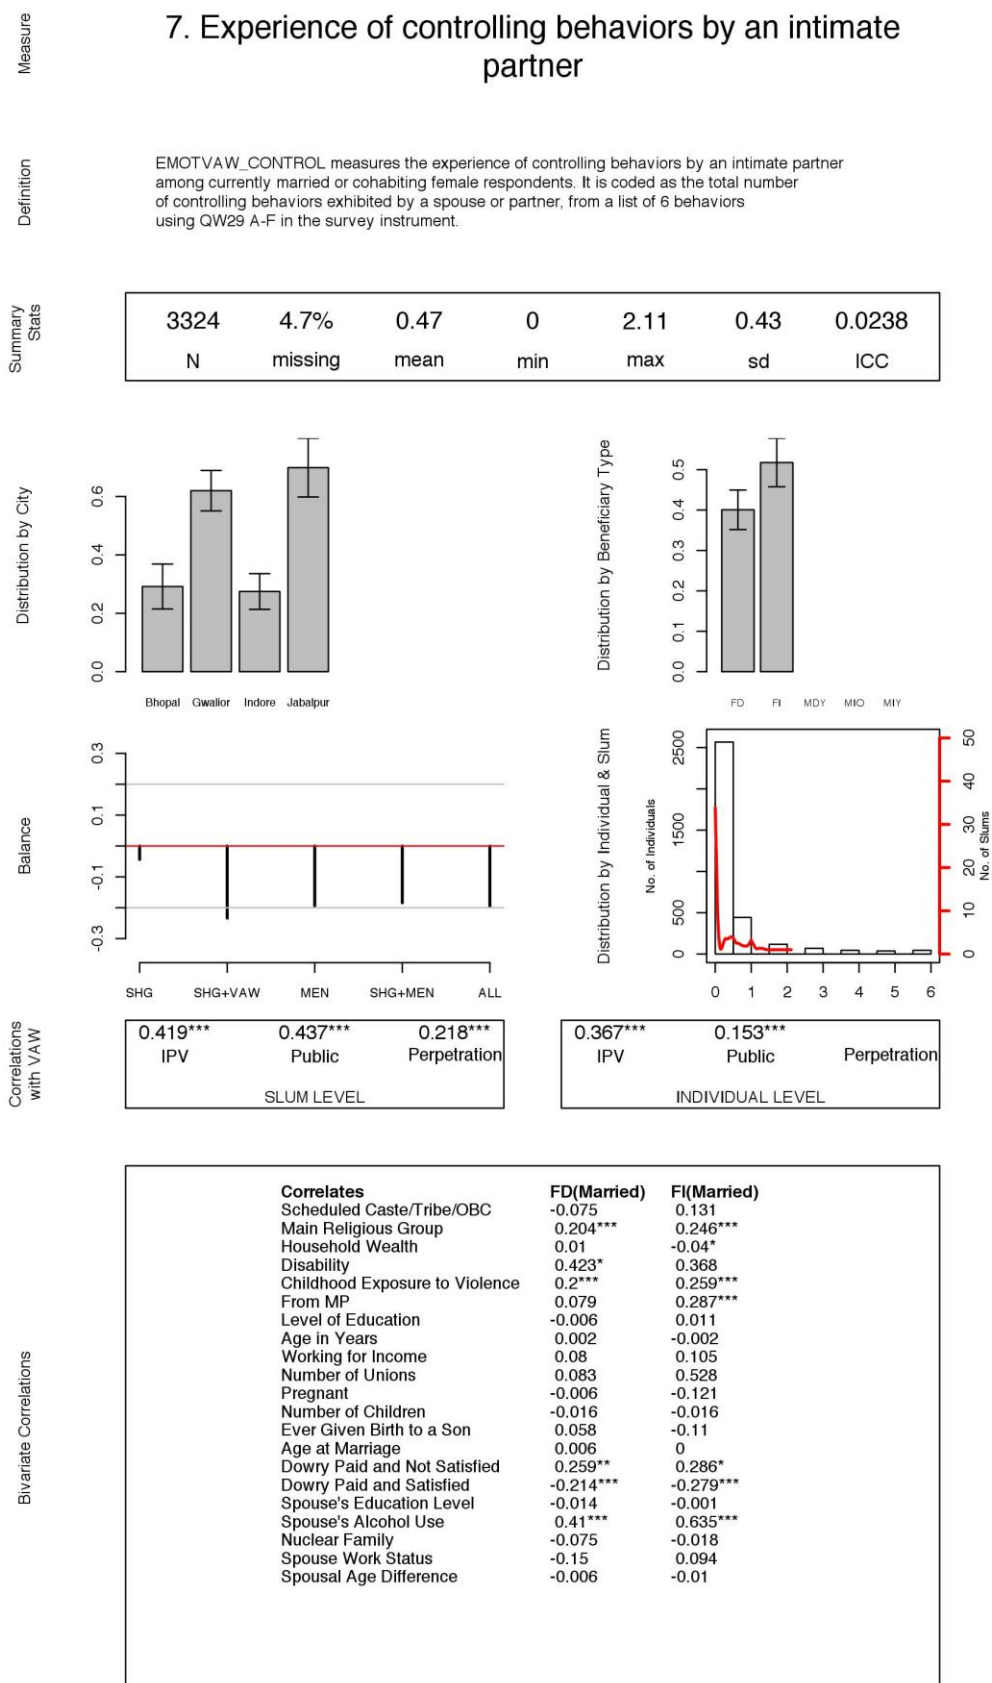 Measure
7. Experience of controlling behaviors by an intimate
partner
Definition
EMOTVAW_CONTROL measures the experience of controlling behaviors by an intimate partner
among currently married or cohabiting female respondents. It is coded as the total number
of controlling behaviors exhibited by a spouse or partner, from a list of 6 behaviors
using QW29 A-F in the survey instrument.
Summary
Stats
3324 4.7% 0.47 0 2.11 0.43 0.0238
N missing mean min max sd ICC
Distribution by City
0.6
0.4
0.2
0.0
Bhopal Gwalior Indore Jabalpur
Distribution by Beneficiary Type
0.5
0.4
0.3
0.2
0.1
0.0
FD FI MDY MIO MIY
Balance
0.3
0.1
-0.1
-0.3
SHG SHG+VAW MEN SHG+MEN ALL
Distribution by Individual & Slum
No. of Individuals
2500
1500
500
0
0 1 2 3 4 5 6
50
40
30
20
10
0
No. of Slums
Correlations
with VAW
0.419*** 0.437*** 0.218***
IPV Public Perpetration
SLUM LEVEL
0.367*** 0.153***
IPV Public Perpetration
INDIVIDUAL LEVEL
Bivariate Correlations
Correlates FD(Married) FI(Married)
Scheduled Caste/Tribe/OBC -0.075 0.131
Main Religious Group 0.204*** 0.246***
Household Wealth 0.01 -0.04*
Disability 0.423* 0.368
Childhood Exposure to Violence 0.2*** 0.259***
From MP 0.079 0.287***
Level of Education -0.006 0.011
Age in Years 0.002 -0.002
Working for Income 0.08 0.105
Number of Unions 0.083 0.528
Pregnant -0.006 -0.121
Number of Children -0.016 -0.016
Ever Given Birth to a Son 0.058 -0.11
Age at Marriage 0.006 0
Dowry Paid and Not Satisfied 0.259** 0.286*
Dowry Paid and Satisfied -0.214*** -0.279***
Spouse's Education Level -0.014 -0.001
Spouse's Alcohol Use 0.41*** 0.635***
Nuclear Family -0.075 -0.018
Spouse Work Status -0.15 0.094
Spousal Age Difference -0.006 -0.01